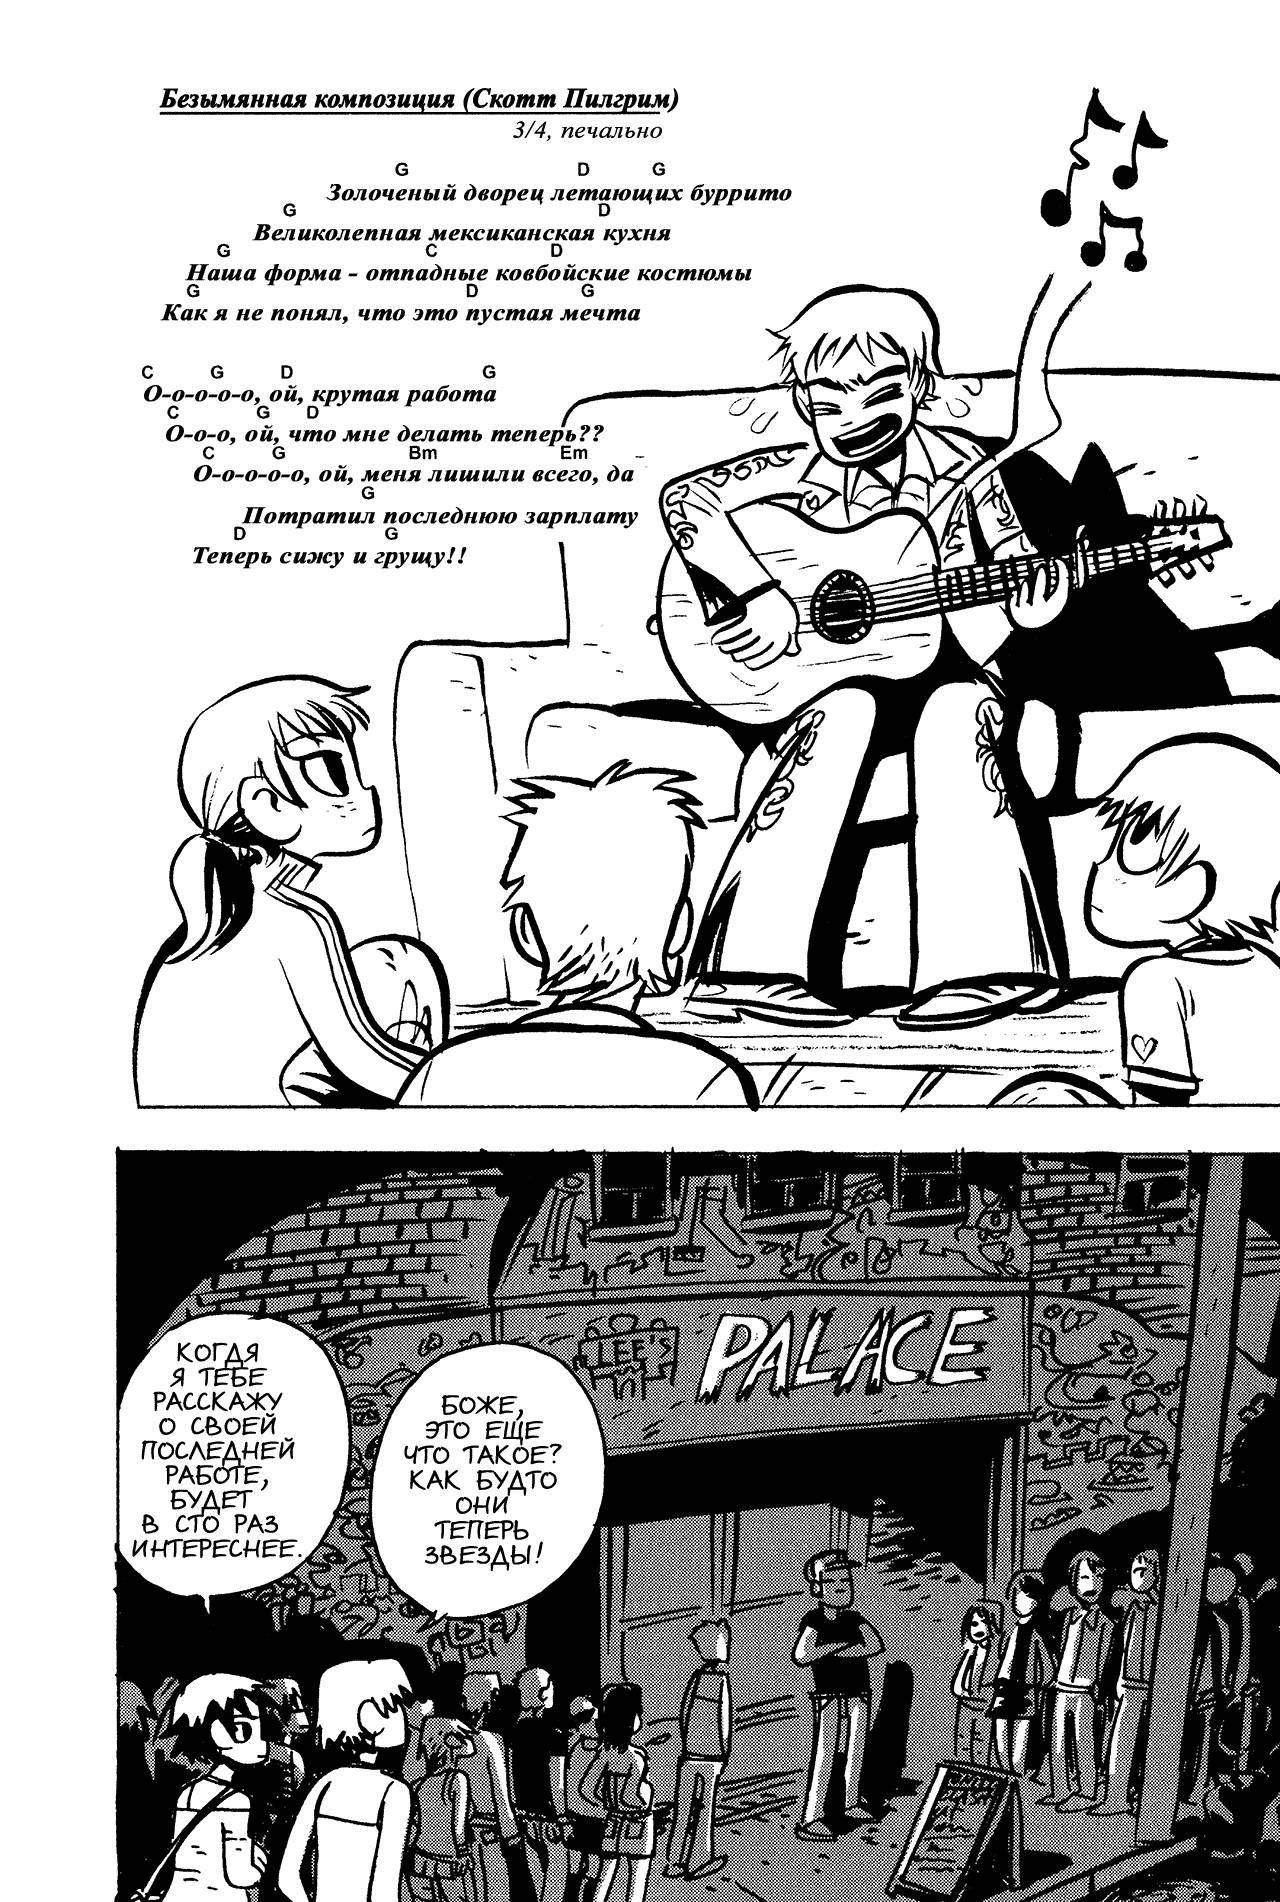 Безымянная композиция (Скотт Пилгрим)
3/4, печально
G D G
Золоченый дворец летающих буррито
G D
Великолепная мексиканская кухня
G C D
Наша форма - отпадные ковбойские костюмы
G D G
Как я не понял, что это пустая мечта
C G D G
О-о-о-о-о, ой, крутая работа
C G D
О-о-о, ой, что мне делать теперь??
C G Bm Em
О-о-о-о-о, ой, меня лишили всего, да
G
Потратил последнюю зарплату
D G
Теперь сижу и грущу!!
LEE'S
PALACE
КОГДЯ
Я ТЕБЕ
РАССКАЖУ
О СВОЕЙ
ПОСЛЕДНЕЙ
РАБОТЕ,
БУДЕТ
В СТО РАЗ
ИНТЕРЕСНЕЕ.
БОЖЕ,
ЭТО ЕЩЕ
ЧТО ТАКОЕ?
КАК БУДТО
ОНИ
ТЕПЕРЬ
ЗВЕЗДЫ!